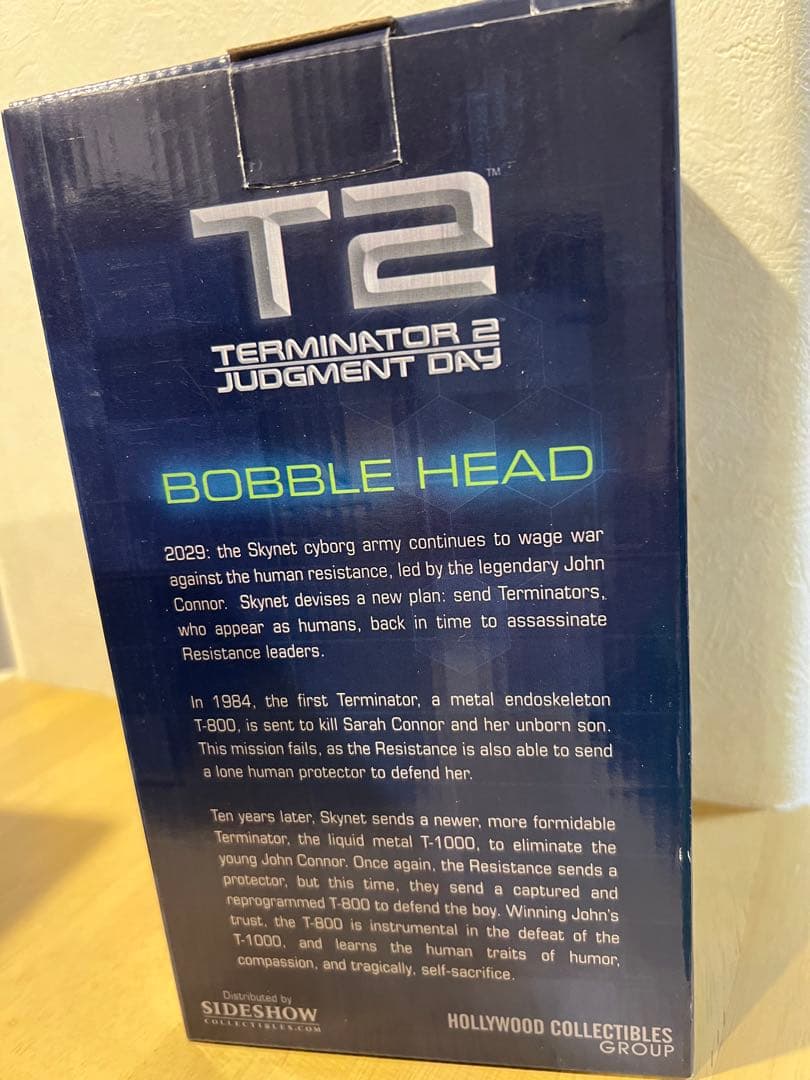 T2™
TERMINATOR 2™
JUDGMENT DAY
BOBBLE HEAD
2029: the Skynet cyborg army continues to wage war
against the human resistance, led by the legendary John
Connor. Skynet devises a new plan: send Terminators,
who appear as humans, back in time to assassinate
Resistance leaders.
In 1984, the first Terminator, a metal endoskeleton
T-800, is sent to kill Sarah Connor and her unborn son.
This mission fails, as the Resistance is also able to send
a lone human protector to defend her.
Ten years later, Skynet sends a newer, more formidable
Terminator, the liquid metal T-1000, to eliminate the
young John Connor. Once again, the Resistance sends a
protector, but this time, they send a captured and
reprogrammed T-800 to defend the boy. Winning John's
trust, the T-800 is instrumental in the defeat of the
T-1000, and learns the human traits of humor,
compassion, and tragically, self-sacrifice.
Distributed by
SIDESHOW
COLLECTIBLES.COM
HOLLYWOOD COLLECTIBLES
GROUP